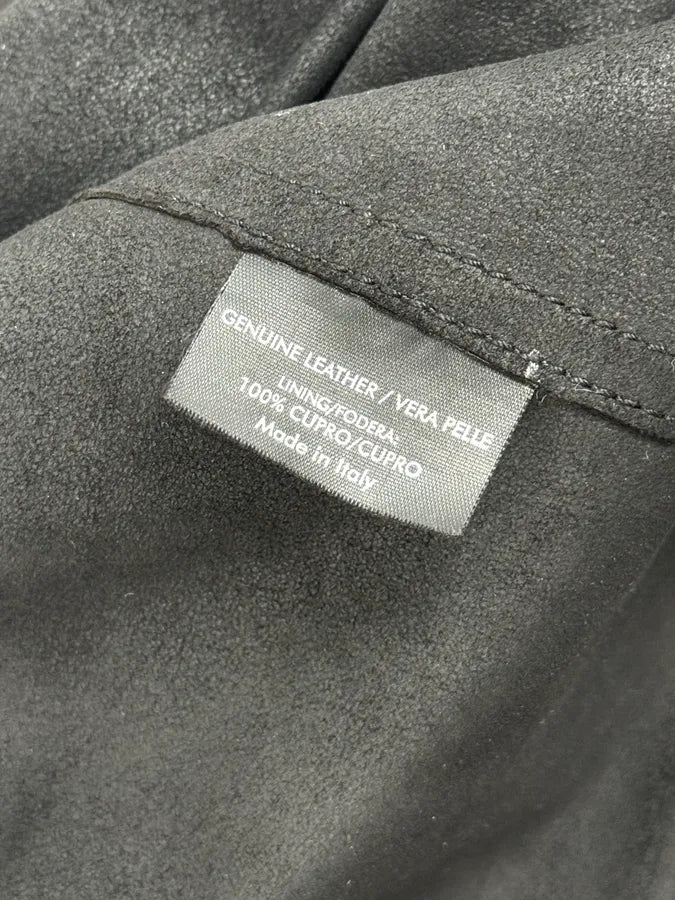 GENUINE LEATHER / VERA PELLE
LINING/FODERA:
100% CUPRO/CUPRO
Made in Italy